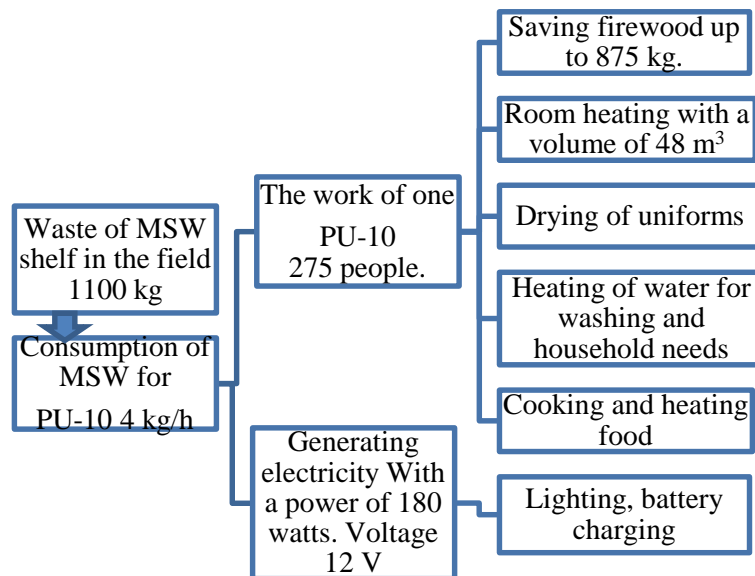 Waste of MSW
shelf in the field
1100 kg
Consumption of
MSW for
PU-10 4 kg/h
The work of one
PU-10
275 people.
Generating
electricity With
a power of 180
watts. Voltage
12 V
Saving firewood up
to 875 kg.
Room heating with a
volume of 48 m³
Drying of uniforms
Heating of water for
washing and
household needs
Cooking and heating
food
Lighting, battery
charging